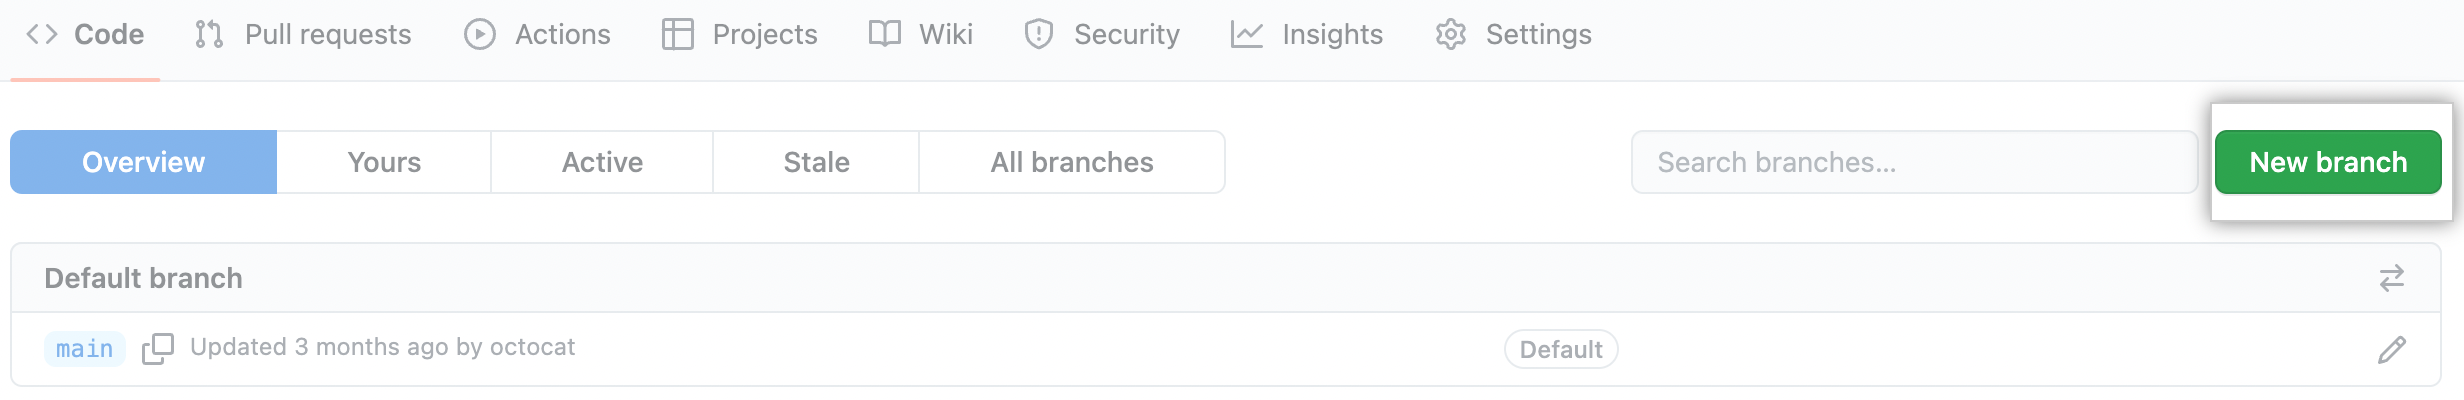 Code Pull requests Actions Projects Wiki Security Insights Settings
Overview Yours Active Stale All branches Search branches... New branch
Default branch
main Updated 3 months ago by octocat Default